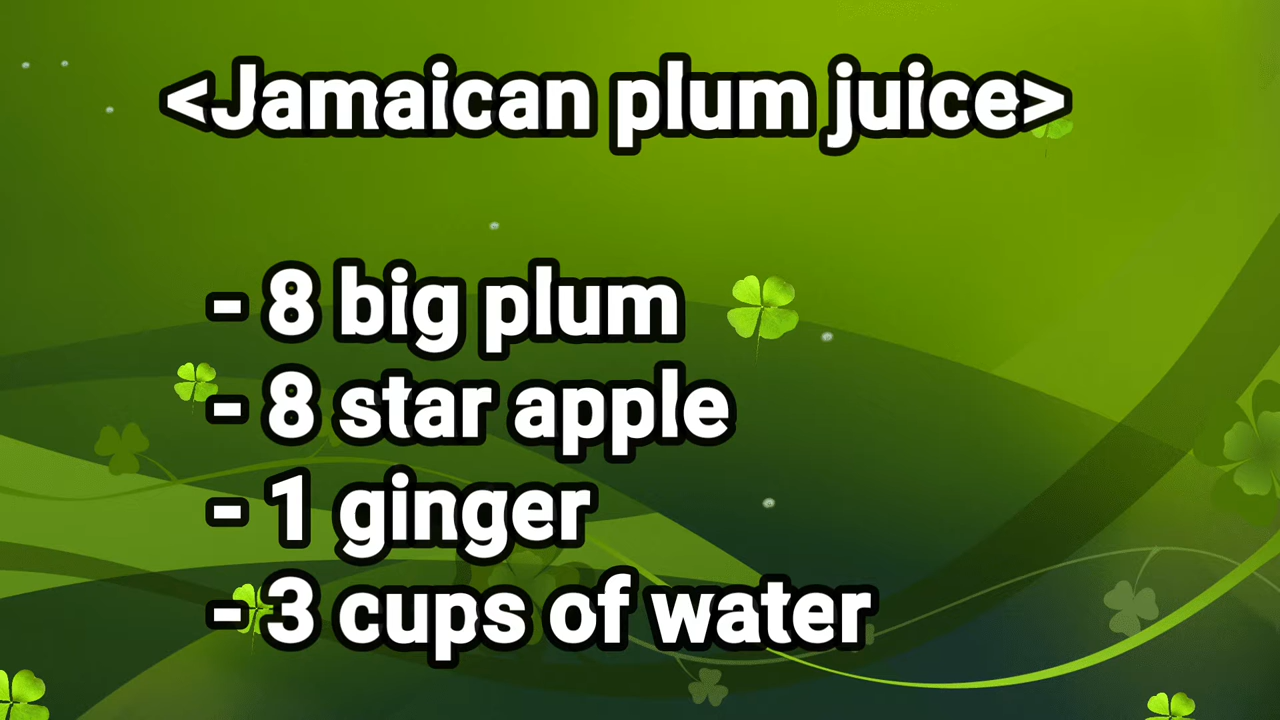 <Jamaican plum juice>
- 8 big plum
- 8 star apple
- 1 ginger
- 3 cups of water